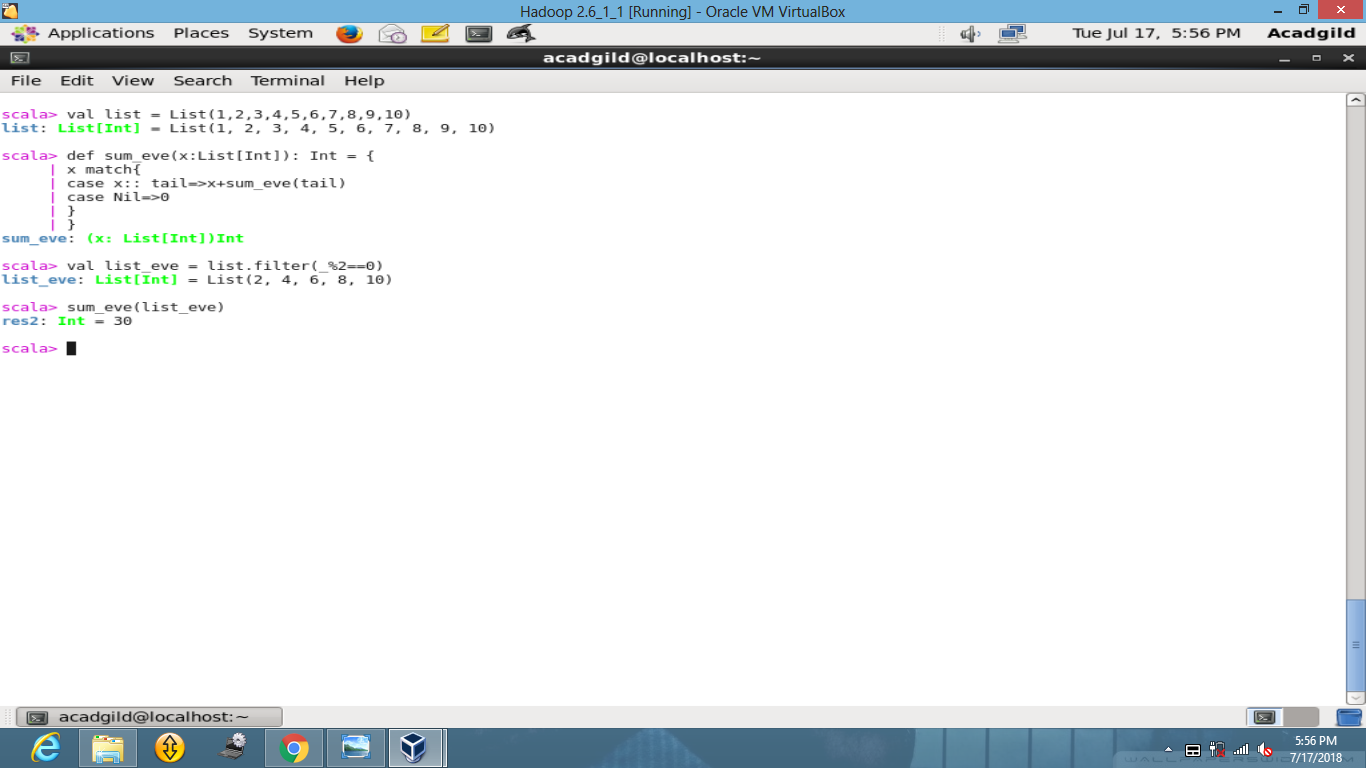 Hadoop 2.6_1_1 [Running] - Oracle VM VirtualBox
Applications Places System Tue Jul 17, 5:56 PM Acadgild
acadgild@localhost:~
File Edit View Search Terminal Help
scala> val list = List(1,2,3,4,5,6,7,8,9,10)
list: List[Int] = List(1, 2, 3, 4, 5, 6, 7, 8, 9, 10)
scala> def sum_eve(x:List[Int]): Int = {
| x match{
| case x:: tail=>x+sum_eve(tail)
| case Nil=>0
| }
| }
sum_eve: (x: List[Int])Int
scala> val list_eve = list.filter(_%2==0)
list_eve: List[Int] = List(2, 4, 6, 8, 10)
scala> sum_eve(list_eve)
res2: Int = 30
scala>
acadgild@localhost:~
5:56 PM
7/17/2018